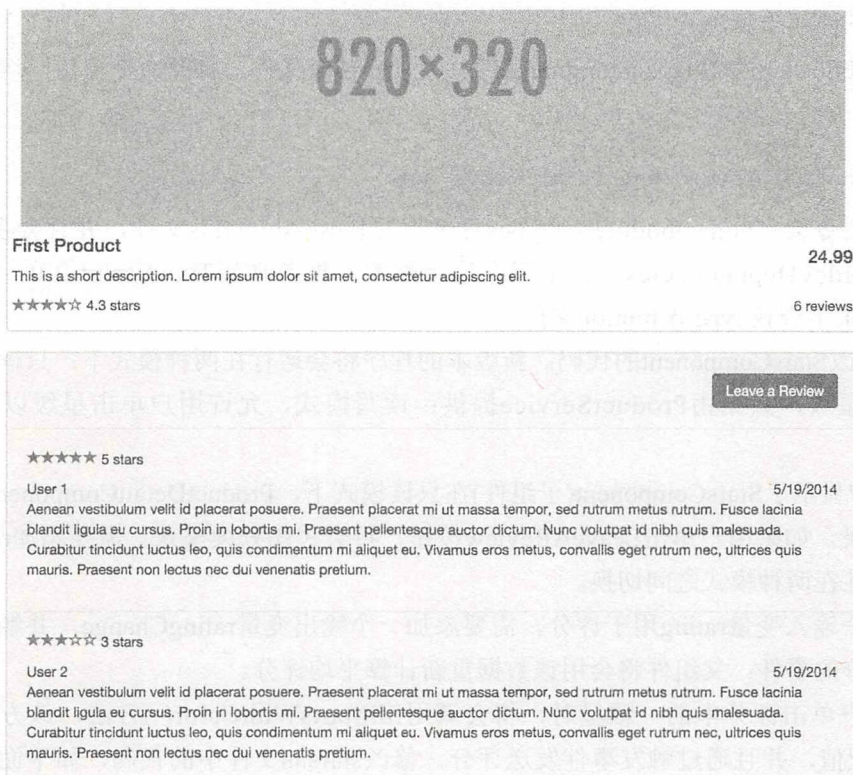 820×320
First Product
24.99
This is a short description. Lorem ipsum dolor sit amet, consectetur adipiscing elit.
★★★★☆ 4.3 stars
6 reviews
Leave a Review
★★★★★ 5 stars
User 1
5/19/2014
Aenean vestibulum velit id placerat posuere. Praesent placerat mi ut massa tempor, sed rutrum metus rutrum. Fusce lacinia
blandit ligula eu cursus. Proin in lobortis mi. Praesent pellentesque auctor dictum. Nunc volutpat id nibh quis malesuada.
Curabitur tincidunt luctus leo, quis condimentum mi aliquet eu. Vivamus eros metus, convallis eget rutrum nec, ultrices quis
mauris. Praesent non lectus nec dui venenatis pretium.
★★★☆☆ 3 stars
User 2
5/19/2014
Aenean vestibulum velit id placerat posuere. Praesent placerat mi ut massa tempor, sed rutrum metus rutrum. Fusce lacinia
blandit ligula eu cursus. Proin in lobortis mi. Praesent pellentesque auctor dictum. Nunc volutpat id nibh quis malesuada.
Curabitur tincidunt luctus leo, quis condimentum mi aliquet eu. Vivamus eros metus, convallis eget rutrum nec, ultrices quis
mauris. Praesent non lectus nec dui venenatis pretium.